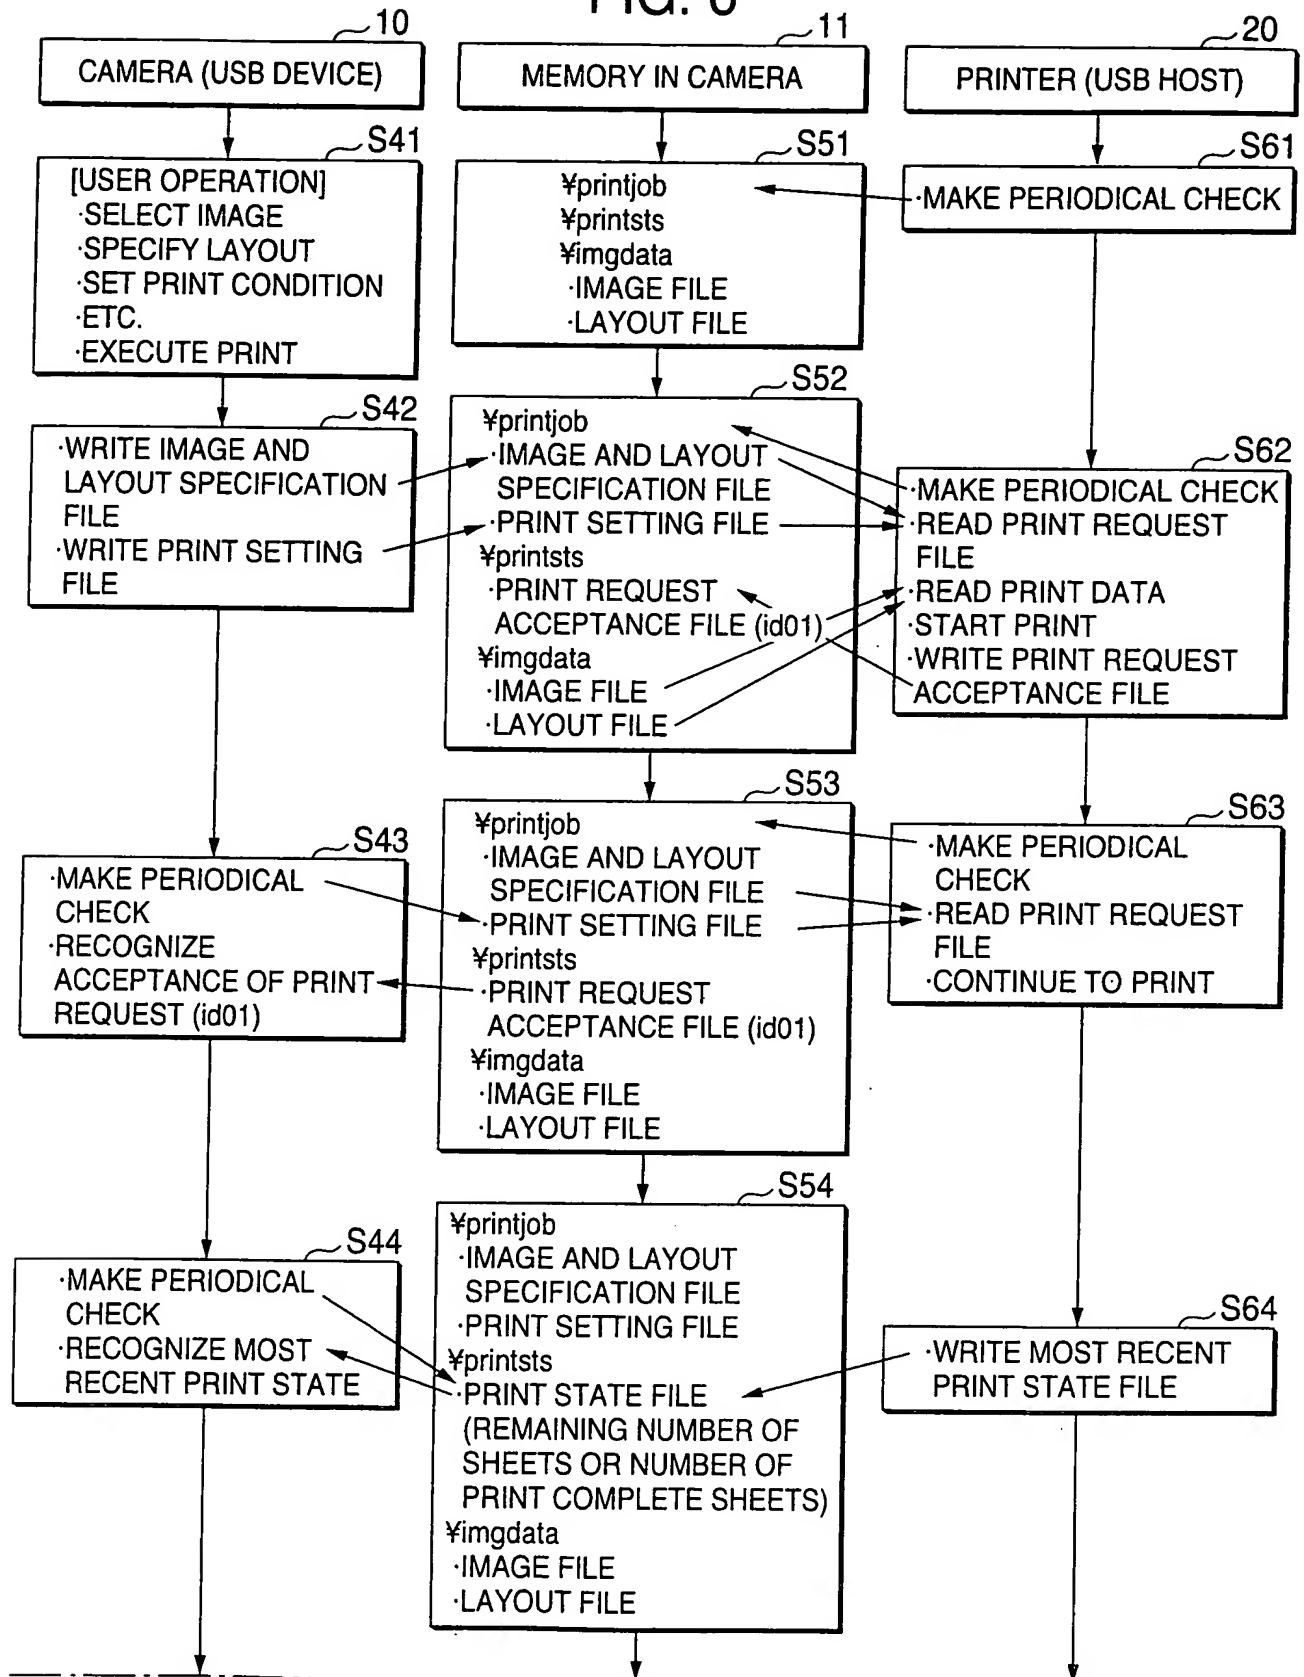 10
CAMERA (USB DEVICE)
11
MEMORY IN CAMERA
20
PRINTER (USB HOST)
S41
[USER OPERATION]
·SELECT IMAGE
·SPECIFY LAYOUT
·SET PRINT CONDITION
·ETC.
·EXECUTE PRINT
S51
¥printjob
¥printsts
¥imgdata
·IMAGE FILE
·LAYOUT FILE
S61
·MAKE PERIODICAL CHECK
S42
·WRITE IMAGE AND
LAYOUT SPECIFICATION
FILE
·WRITE PRINT SETTING
FILE
S52
¥printjob
·IMAGE AND LAYOUT
SPECIFICATION FILE
·PRINT SETTING FILE
¥printsts
·PRINT REQUEST
ACCEPTANCE FILE (id01)
¥imgdata
·IMAGE FILE
·LAYOUT FILE
S62
·MAKE PERIODICAL CHECK
·READ PRINT REQUEST
FILE
·READ PRINT DATA
·START PRINT
·WRITE PRINT REQUEST
ACCEPTANCE FILE
S43
·MAKE PERIODICAL
CHECK
·RECOGNIZE
ACCEPTANCE OF PRINT
REQUEST (id01)
S53
¥printjob
·IMAGE AND LAYOUT
SPECIFICATION FILE
·PRINT SETTING FILE
¥printsts
·PRINT REQUEST
ACCEPTANCE FILE (id01)
¥imgdata
·IMAGE FILE
·LAYOUT FILE
S63
·MAKE PERIODICAL
CHECK
·READ PRINT REQUEST
FILE
·CONTINUE TO PRINT
S44
·MAKE PERIODICAL
CHECK
·RECOGNIZE MOST
RECENT PRINT STATE
S54
¥printjob
·IMAGE AND LAYOUT
SPECIFICATION FILE
·PRINT SETTING FILE
¥printsts
·PRINT STATE FILE
(REMAINING NUMBER OF
SHEETS OR NUMBER OF
PRINT COMPLETE SHEETS)
¥imgdata
·IMAGE FILE
·LAYOUT FILE
S64
·WRITE MOST RECENT
PRINT STATE FILE